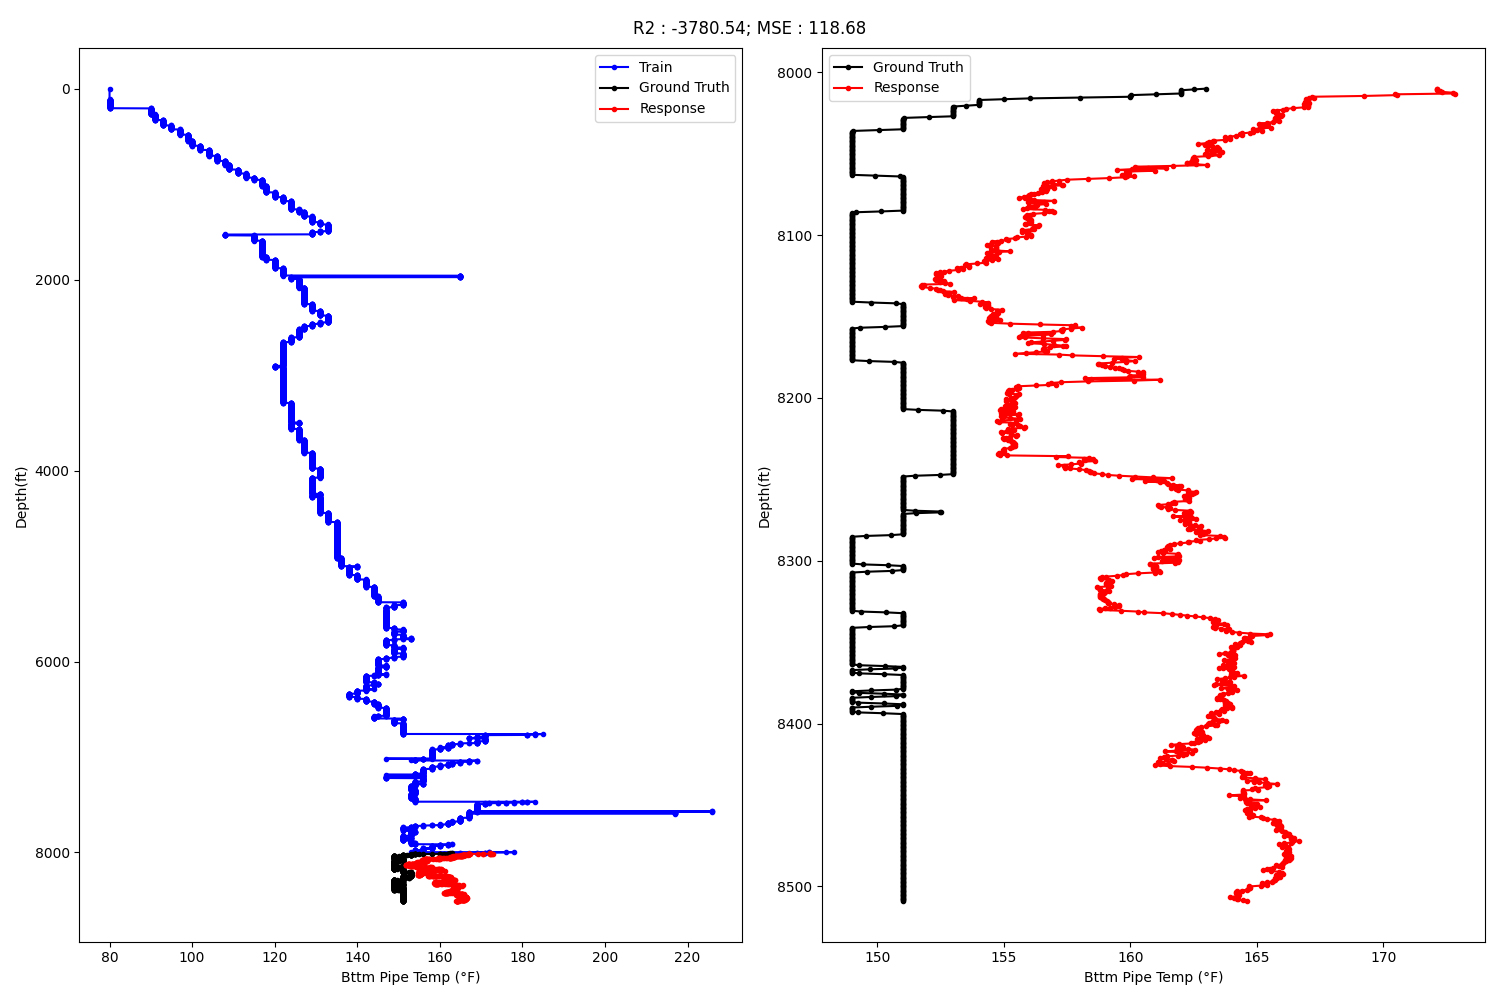 R2 : -3780.54; MSE : 118.68
Train
Ground Truth
Response
0
2000
4000
6000
8000
Depth(ft)
80 100 120 140 160 180 200 220
Bttm Pipe Temp (°F)
Ground Truth
Response
8000
8100
8200
8300
8400
8500
Depth(ft)
150 155 160 165 170
Bttm Pipe Temp (°F)